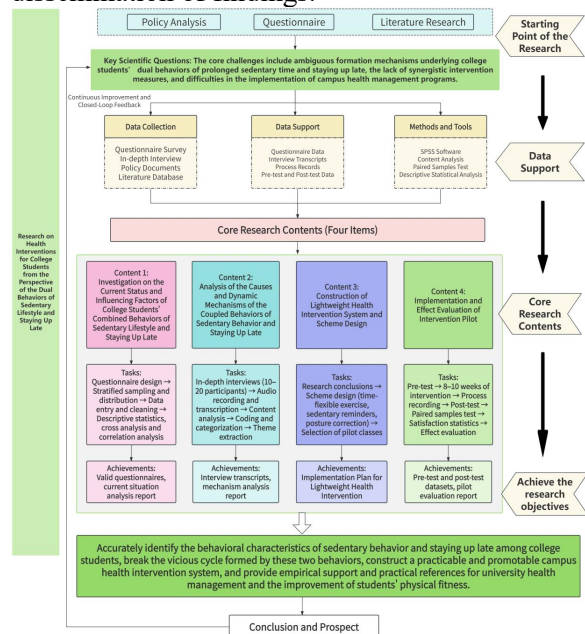 Policy Analysis
Questionnaire
Literature Research
Starting
Point of the
Research
Key Scientific Questions: The core challenges include ambiguous formation mechanisms underlying college
students' dual behaviors of prolonged sedentary time and staying up late, the lack of synergistic intervention
measures, and difficulties in the implementation of campus health management programs.
Continuous Improvement and
Closed-Loop Feedback
Data Collection
Questionnaire Survey
In-depth Interview
Policy Documents
Literature Database
Data Support
Questionnaire Data
Interview Transcripts
Process Records
Pre-test and Post-test Data
Methods and Tools
SPSS Software
Content Analysis
Paired Samples Test
Descriptive Statistical Analysis
Data
Support
Core Research Contents (Four Items)
Research on
Health
Interventions
for College
Students
from the
Perspective of
the Dual
Behaviors of
Sedentary
Lifestyle and
Staying Up
Late
Content 1:
Investigation on the
Current Status and
Influencing Factors of
College Students'
Combined Behaviors of
Sedentary Lifestyle and
Staying Up Late
Content 2:
Analysis of the Causes
and Dynamic
Mechanisms of the
Coupled Behaviors of
Sedentary Behavior and
Staying Up Late
Content 3:
Construction of
Lightweight Health
Intervention System and
Scheme Design
Content 4:
Implementation and
Effect Evaluation of
Intervention Pilot
Core
Research
Contents
Tasks:
Questionnaire design →
Stratified sampling and
distribution → Data
entry and cleaning →
Descriptive statistics,
cross analysis and
correlation analysis
Tasks:
In-depth interviews (10–
20 participants) → Audio
recording and
transcription → Content
analysis → Coding and
categorization → Theme
extraction
Tasks:
Research conclusions →
Scheme design (time-
flexible exercise,
sedentary reminders,
posture correction) →
Selection of pilot classes
Tasks:
Pre-test → 8–10 weeks of
intervention → Process
recording → Post-test →
Paired samples test →
Satisfaction statistics →
Effect evaluation
Achievements:
Valid questionnaires,
current situation
analysis report
Achievements:
Interview transcripts,
mechanism analysis
report
Achievements:
Implementation Plan for
Lightweight Health
Intervention
Achievements:
Pre-test and post-test
datasets, pilot
evaluation report
Achieve the
research
objectives
Accurately identify the behavioral characteristics of sedentary behavior and staying up late among college
students, break the vicious cycle formed by these two behaviors, construct a practicable and promotable campus
health intervention system, and provide empirical support and practical references for university health
management and the improvement of students' physical fitness.
Conclusion and Prospect